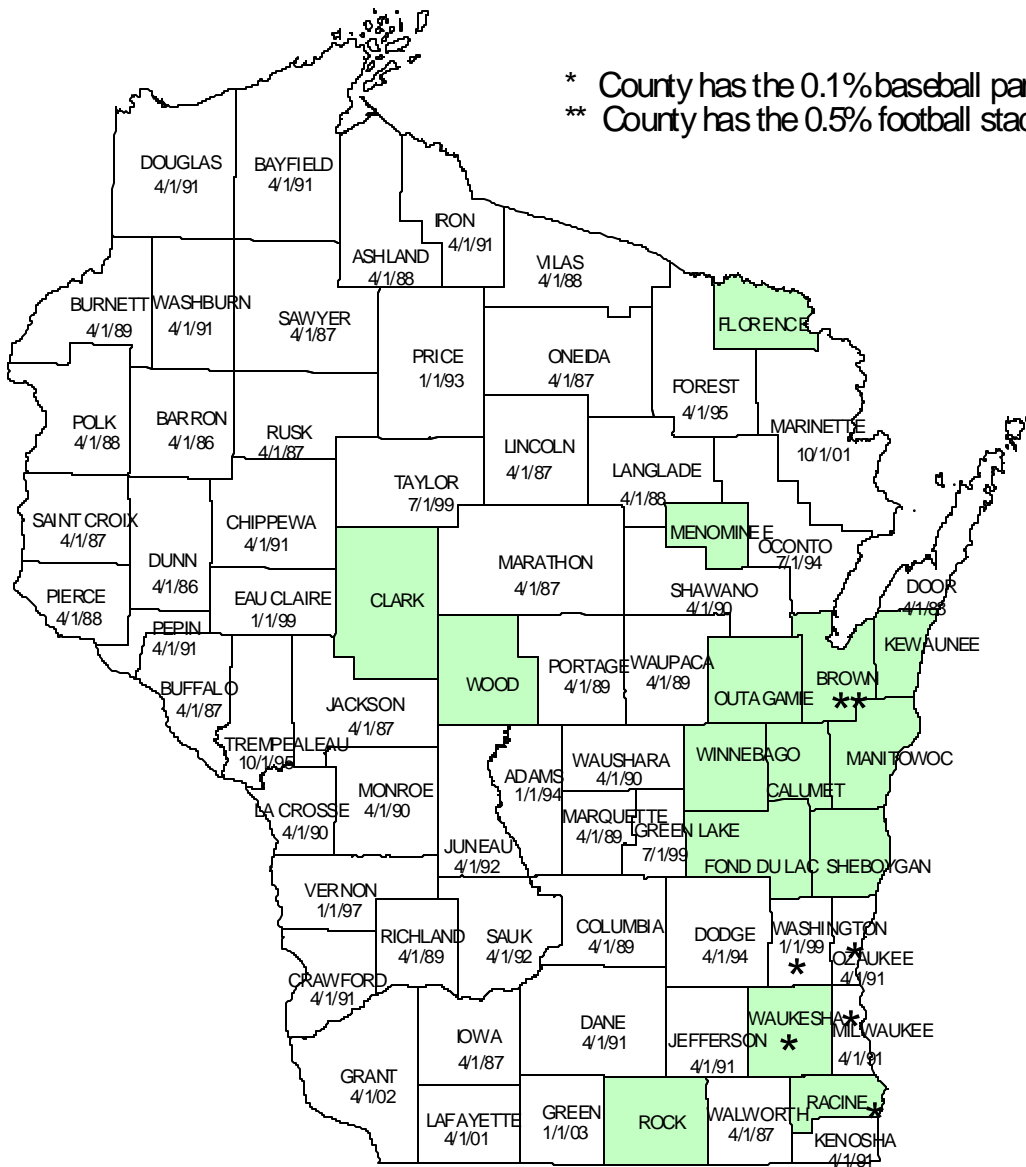 * County has the 0.1% baseball par
** County has the 0.5% football stad
DOUGLAS
4/1/91
BAYFIELD
4/1/91
IRON
4/1/91
ASHLAND
4/1/88
VILAS
4/1/88
BURNETT
4/1/89
WASHBURN
4/1/91
SAWYER
4/1/87
FLORENCE
PRICE
1/1/93
ONEIDA
4/1/87
FOREST
4/1/95
MARINETTE
10/1/01
POLK
4/1/88
BARRON
4/1/86
RUSK
4/1/87
LINCOLN
4/1/87
LANGLADE
4/1/88
TAYLOR
7/1/99
SAINT CROIX
4/1/87
CHIPPEWA
4/1/91
MENOMINEE
OCONTO
7/1/94
DUNN
4/1/86
MARATHON
4/1/87
SHAWANO
4/1/90
DOOR
4/1/88
PIERCE
4/1/88
EAU CLAIRE
1/1/99
CLARK
PEPIN
4/1/91
KEWAUNEE
BUFFALO
4/1/87
JACKSON
4/1/87
WOOD
PORTAGE
4/1/89
WAUPACA
4/1/89
OUTAGAMIE
BROWN
**
TREMPEALEAU
10/1/95
WINNEBAGO
MANITOWOC
CALUMET
ADAMS
1/1/94
WAUSHARA
4/1/90
LA CROSSE
4/1/90
MONROE
4/1/90
MARQUETTE
4/1/89
GREEN LAKE
7/1/99
JUNEAU
4/1/92
FOND DU LAC
SHEBOYGAN
VERNON
1/1/97
RICHLAND
4/1/89
SAUK
4/1/92
COLUMBIA
4/1/89
DODGE
4/1/94
WASHINGTON
1/1/99
*
*
OZAUKEE
4/1/91
CRAWFORD
4/1/91
IOWA
4/1/87
DANE
4/1/91
JEFFERSON
4/1/91
WAUKESHA
*
*
MILWAUKEE
4/1/91
GRANT
4/1/02
LAFAYETTE
4/1/01
GREEN
1/1/03
ROCK
WALWORTH
4/1/87
RACINE
*
KENOSHA
4/1/91